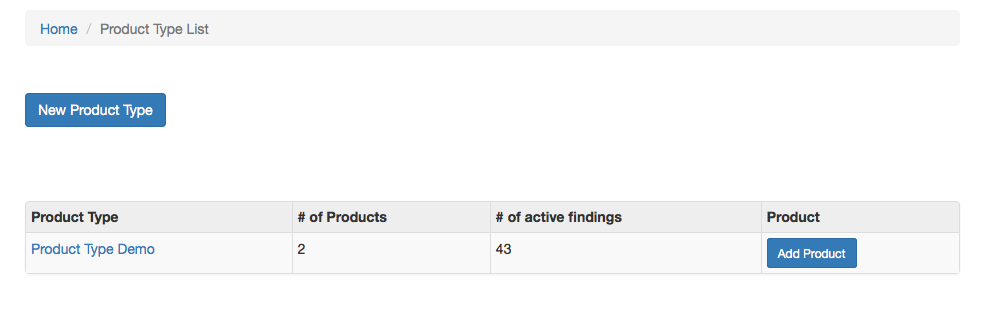 Home / Product Type List
New Product Type
Product Type # of Products # of active findings Product
Product Type Demo 2 43 Add Product